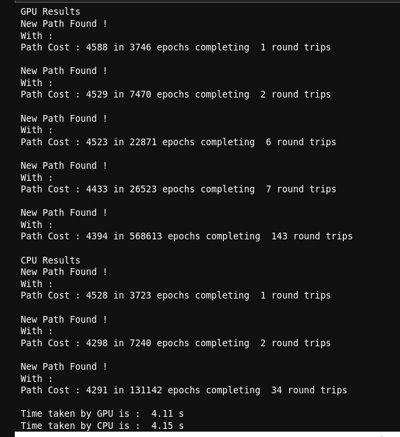 GPU Results
New Path Found !
With :
Path Cost : 4588 in 3746 epochs completing  1 round trips
New Path Found !
With :
Path Cost : 4529 in 7470 epochs completing  2 round trips
New Path Found !
With :
Path Cost : 4523 in 22871 epochs completing  6 round trips
New Path Found !
With :
Path Cost : 4433 in 26523 epochs completing  7 round trips
New Path Found !
With :
Path Cost : 4394 in 568613 epochs completing  143 round trips
CPU Results
New Path Found !
With :
Path Cost : 4528 in 3723 epochs completing  1 round trips
New Path Found !
With :
Path Cost : 4298 in 7240 epochs completing  2 round trips
New Path Found !
With :
Path Cost : 4291 in 131142 epochs completing  34 round trips
Time taken by GPU is :  4.11 s
Time taken by CPU is :  4.15 s